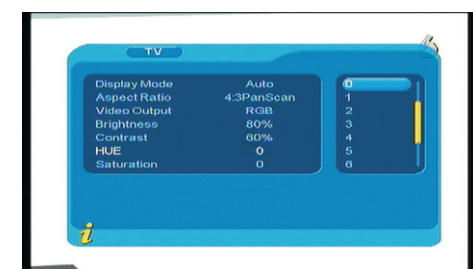 TV
Display Mode Auto
Aspect Ratio 4:3PanScan
Video Output RGB
Brightness 80%
Contrast 60%
HUE 0
Saturation 0
0
1
2
3
4
5
6
i